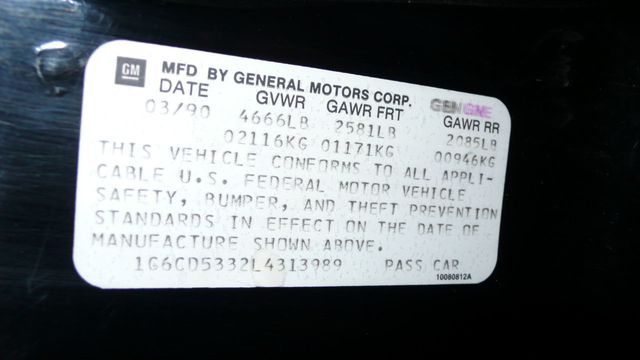 GM MFD BY GENERAL MOTORS CORP.
DATE GVWR GAWR FRT GAWR RR
03/90 4666LB 2581LB 2085LB
02116KG 01171KG 00946KG
THIS VEHICLE CONFORMS TO ALL APPLI-
CABLE U.S. FEDERAL MOTOR VEHICLE
SAFETY, BUMPER, AND THEFT PREVENTION
STANDARDS IN EFFECT ON THE DATE OF
MANUFACTURE SHOWN ABOVE.
1G6CD5332L4313989 PASS CAR
10080812A